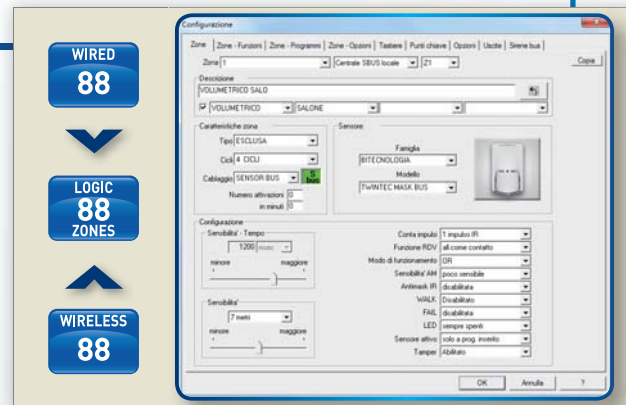 WIRED
88
LOGIC
88
ZONES
WIRELESS
88
Configurazione
Zone Zone - Funzioni Zone - Programmi Zone - Opzioni Tastiere Punti chiave Opzioni Uscite Sirene bus
Zona 1 Centrale SBUS locale Z1 Copia
Descrizione
VOLUMETRICO SALO
VOLUMETRICO SALONE
Caratteristiche zona
Tipo ESCLUSA
Cicli 4 CICLI
Cablaggio SENSOR BUS S bus
Numero attivazioni 0
in minuti 0
Sensore
Famiglia
BITECNOLOGIA
Modello
TWINTEC MASK BUS
Configurazione
Sensibilita' - Tempo
1200 msec
minore maggiore
Sensibilita'
7 metri
minore maggiore
Conta impulsi 1 impulso IR
Funzione RDV all.come contatto
Modo di funzionamento OR
Sensibilita' AM poco sensibile
Antimask IR disabilitata
WALK Disabilitato
FAIL disabilitata
LED sempre spenti
Sensore attivo solo a prog. inserito
Tamper Abilitato
OK Annulla ?